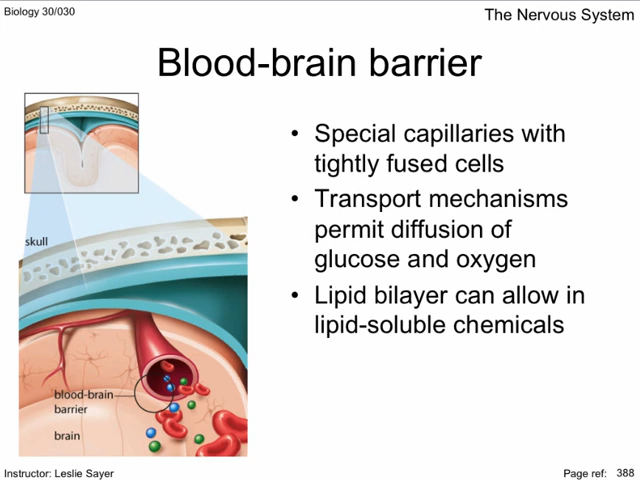 Biology 30/030
The Nervous System
Blood-brain barrier
• Special capillaries with
tightly fused cells
• Transport mechanisms
permit diffusion of
glucose and oxygen
• Lipid bilayer can allow in
lipid-soluble chemicals
skull
blood-brain
barrier
brain
Instructor: Leslie Sayer
Page ref: 388